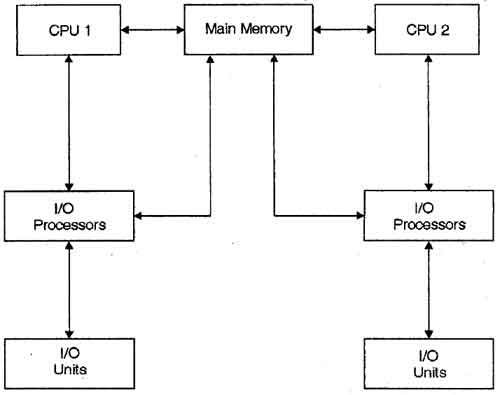 CPU 1
Main Memory
CPU 2
I/O
Processors
I/O
Processors
I/O
Units
I/O
Units